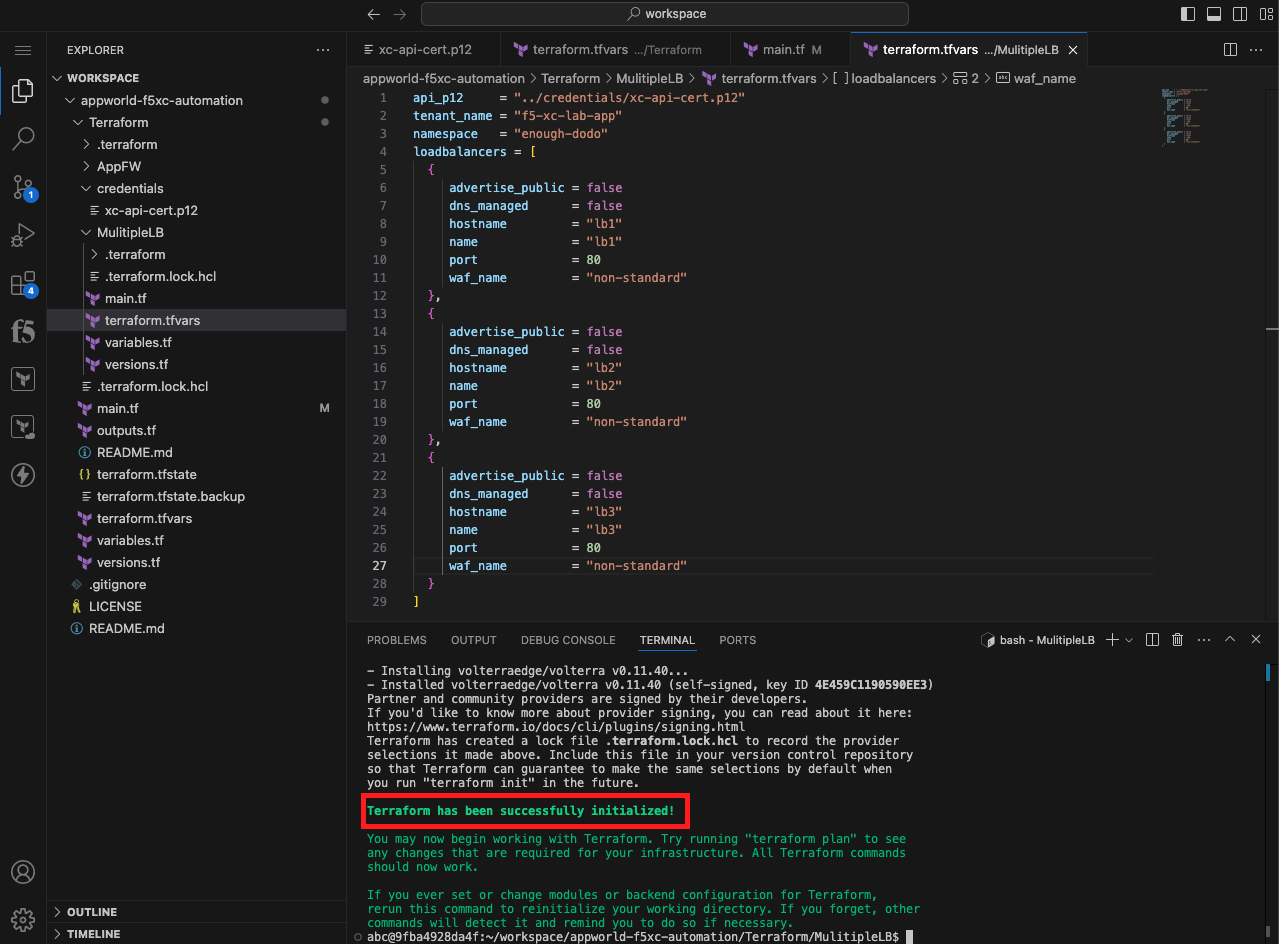 workspace
EXPLORER
WORKSPACE
appworld-f5xc-automation
Terraform
.terraform
AppFW
credentials
xc-api-cert.p12
MulitipleLB
.terraform
.terraform.lock.hcl
main.tf
terraform.tfvars
variables.tf
versions.tf
.terraform.lock.hcl
main.tf M
outputs.tf
README.md
terraform.tfstate
terraform.tfstate.backup
terraform.tfvars
variables.tf
versions.tf
.gitignore
LICENSE
README.md
OUTLINE
TIMELINE
1
4
f5
xc-api-cert.p12 terraform.tfvars .../Terraform main.tf M terraform.tfvars .../MulitipleLB
appworld-f5xc-automation > Terraform > MulitipleLB > terraform.tfvars > [ ] loadbalancers > 2 > abc waf_name
1 api_p12 = "../credentials/xc-api-cert.p12"
2 tenant_name = "f5-xc-lab-app"
3 namespace = "enough-dodo"
4 loadbalancers = [
5 {
6 advertise_public = false
7 dns_managed = false
8 hostname = "lb1"
9 name = "lb1"
10 port = 80
11 waf_name = "non-standard"
12 },
13 {
14 advertise_public = false
15 dns_managed = false
16 hostname = "lb2"
17 name = "lb2"
18 port = 80
19 waf_name = "non-standard"
20 },
21 {
22 advertise_public = false
23 dns_managed = false
24 hostname = "lb3"
25 name = "lb3"
26 port = 80
27 waf_name = "non-standard"
28 }
29 ]
PROBLEMS OUTPUT DEBUG CONSOLE TERMINAL PORTS bash - MulitipleLB
- Installing volterraedge/volterra v0.11.40...
- Installed volterraedge/volterra v0.11.40 (self-signed, key ID 4E459C1190590EE3)
Partner and community providers are signed by their developers.
If you'd like to know more about provider signing, you can read about it here:
https://www.terraform.io/docs/cli/plugins/signing.html
Terraform has created a lock file .terraform.lock.hcl to record the provider
selections it made above. Include this file in your version control repository
so that Terraform can guarantee to make the same selections by default when
you run "terraform init" in the future.
Terraform has been successfully initialized!
You may now begin working with Terraform. Try running "terraform plan" to see
any changes that are required for your infrastructure. All Terraform commands
should now work.
If you ever set or change modules or backend configuration for Terraform,
rerun this command to reinitialize your working directory. If you forget, other
commands will detect it and remind you to do so if necessary.
abc@9fba4928da4f:~/workspace/appworld-f5xc-automation/Terraform/MulitipleLB$